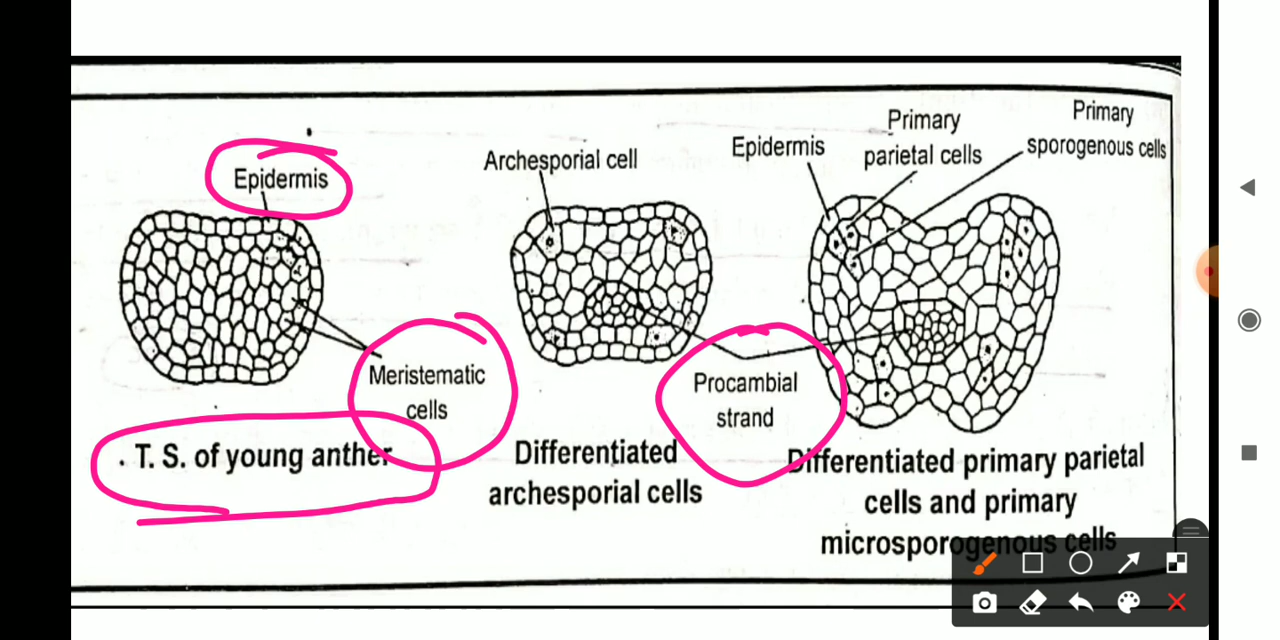 Epidermis
Meristematic
cells
. T. S. of young anther
Archesporial cell
Procambial
strand
Differentiated
archesporial cells
Epidermis
Primary
parietal cells
Primary
sporogenous cells
Differentiated primary parietal
cells and primary
microsporogenous cells